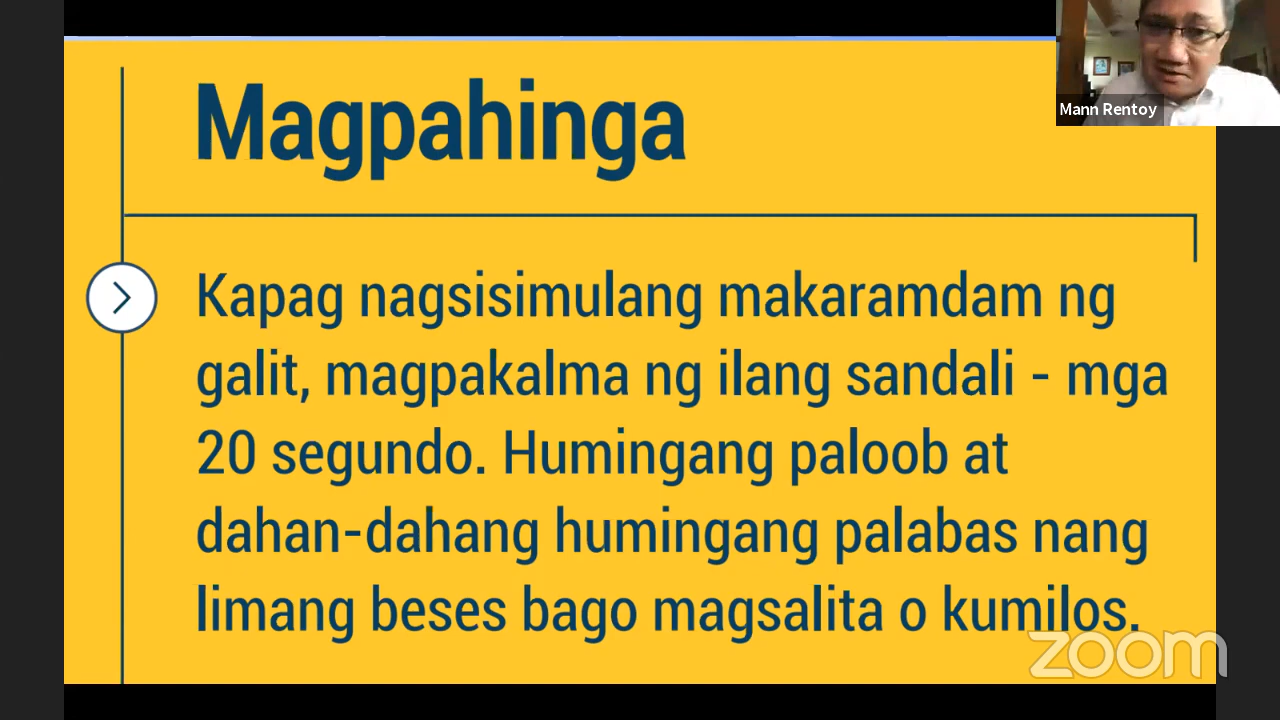 Magpahinga
Mann Rentoy
Kapag nagsisimulang makaramdam ng
galit, magpakalma ng ilang sandali - mga
20 segundo. Humingang paloob at
dahan-dahang humingang palabas nang
limang beses bago magsalita o kumilos.
zoom